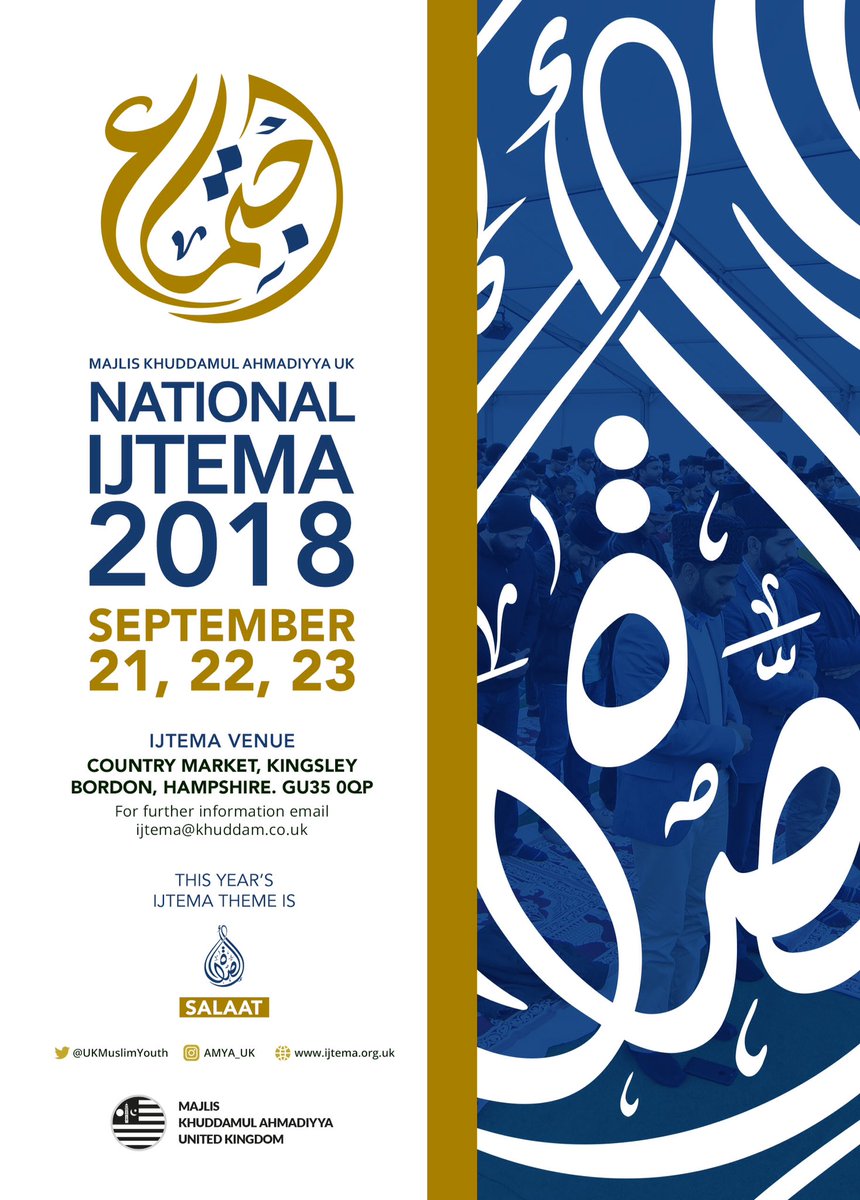 اجتماع
MAJLIS KHUDDAMUL AHMADIYYA UK
NATIONAL
IJTEMA
2018
SEPTEMBER
21, 22, 23
IJTEMA VENUE
COUNTRY MARKET, KINGSLEY
BORDON, HAMPSHIRE. GU35 0QP
For further information email
ijtema@khuddam.co.uk
THIS YEAR'S
IJTEMA THEME IS
SALAAT
@UKMuslimYouth AMYA_UK www.ijtema.org.uk
MAJLIS
KHUDDAMUL AHMADIYYA
UNITED KINGDOM